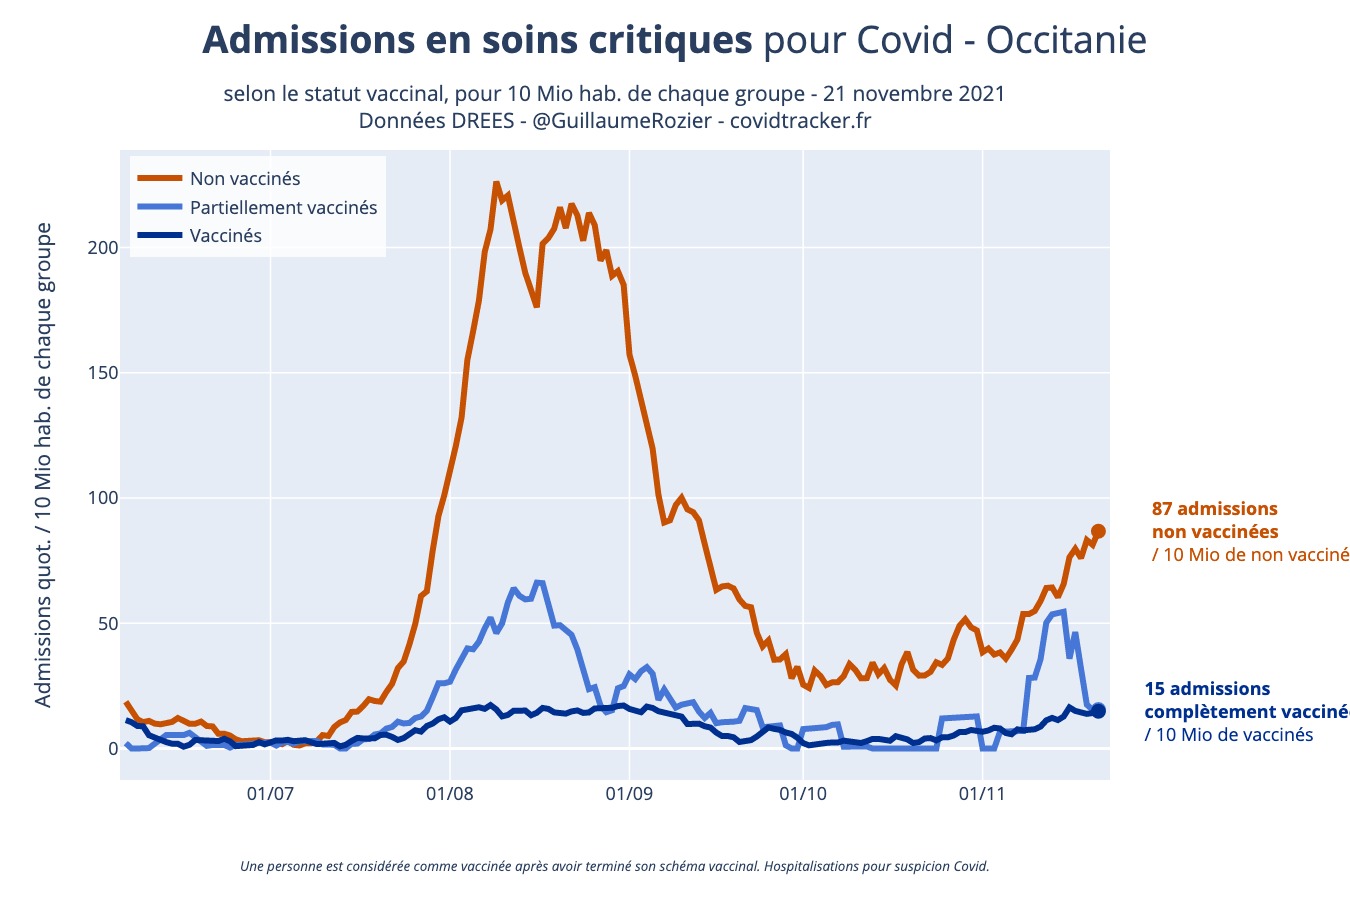 Admissions en soins critiques pour Covid - Occitanie
selon le statut vaccinal, pour 10 Mio hab. de chaque groupe - 21 novembre 2021
Données DREES - @GuillaumeRozier - covidtracker.fr
Non vaccinés
Partiellement vaccinés
Vaccinés
Admissions quot. / 10 Mio hab. de chaque groupe
200
150
100
50
0
01/07
01/08
01/09
01/10
01/11
87 admissions
non vaccinées
/ 10 Mio de non vacciné
15 admissions
complètement vacciné
/ 10 Mio de vaccinés
Une personne est considérée comme vaccinée après avoir terminé son schéma vaccinal. Hospitalisations pour suspicion Covid.